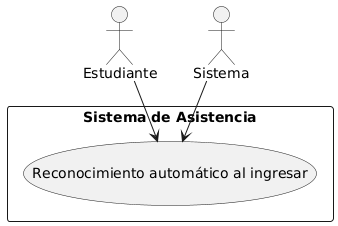 Estudiante
Sistema
Sistema de Asistencia
Reconocimiento automático al ingresar